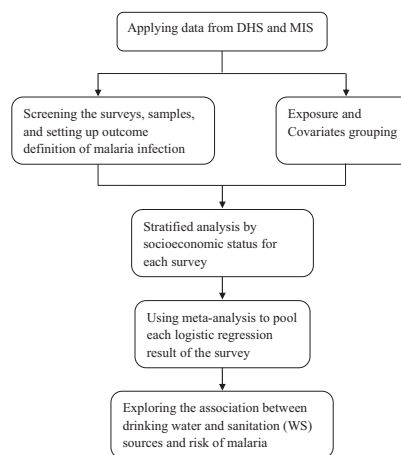 Applying data from DHS and MIS
Screening the surveys, samples,
and setting up outcome
definition of malaria infection
Exposure and
Covariates grouping
Stratified analysis by
socioeconomic status for
each survey
Using meta-analysis to pool
each logistic regression
result of the survey
Exploring the association between
drinking water and sanitation (WS)
sources and risk of malaria